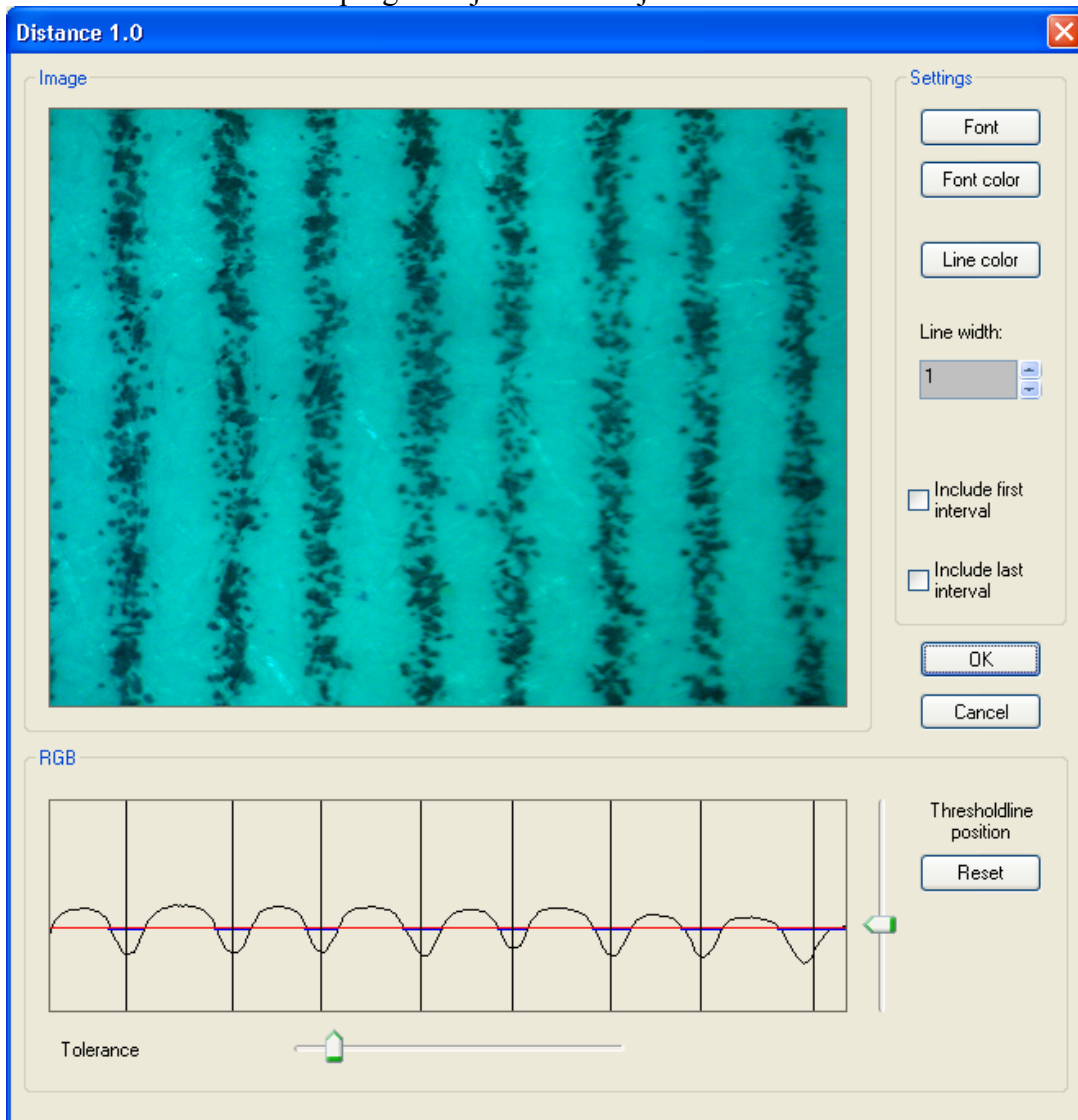 Distance 1.0
Image
Settings
Font
Font color
Line color
Line width:
1
Include first
interval
Include last
interval
OK
Cancel
RGB
Thresholdline
position
Reset
Tolerance